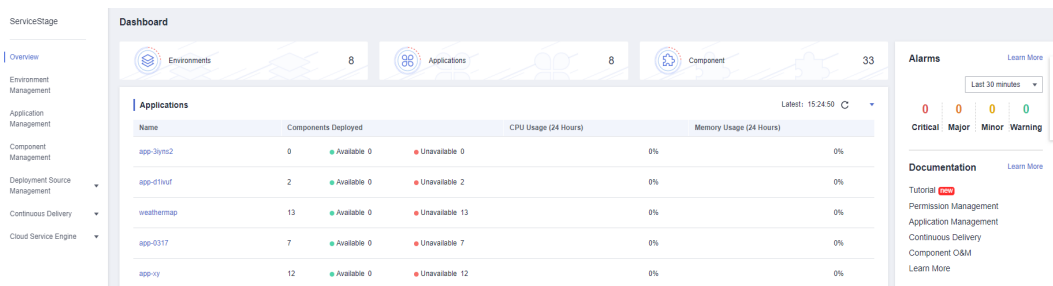 ServiceStage
Overview
Environment
Management
Application
Management
Component
Management
Deployment Source
Management
Continuous Delivery
Cloud Service Engine
Dashboard
Environments 8
Applications 8
Component 33
Applications Latest: 15:24:50
Name Components Deployed CPU Usage (24 Hours) Memory Usage (24 Hours)
app-3iyns2 0 Available 0 Unavailable 0 0% 0%
app-d1ivuf 2 Available 0 Unavailable 2 0% 0%
weathermap 13 Available 0 Unavailable 13 0% 0%
app-0317 7 Available 0 Unavailable 7 0% 0%
app-xy 12 Available 0 Unavailable 12 0% 0%
Alarms Learn More
Last 30 minutes
0 0 0 0
Critical Major Minor Warning
Documentation Learn More
Tutorial new
Permission Management
Application Management
Continuous Delivery
Component O&M
Learn More